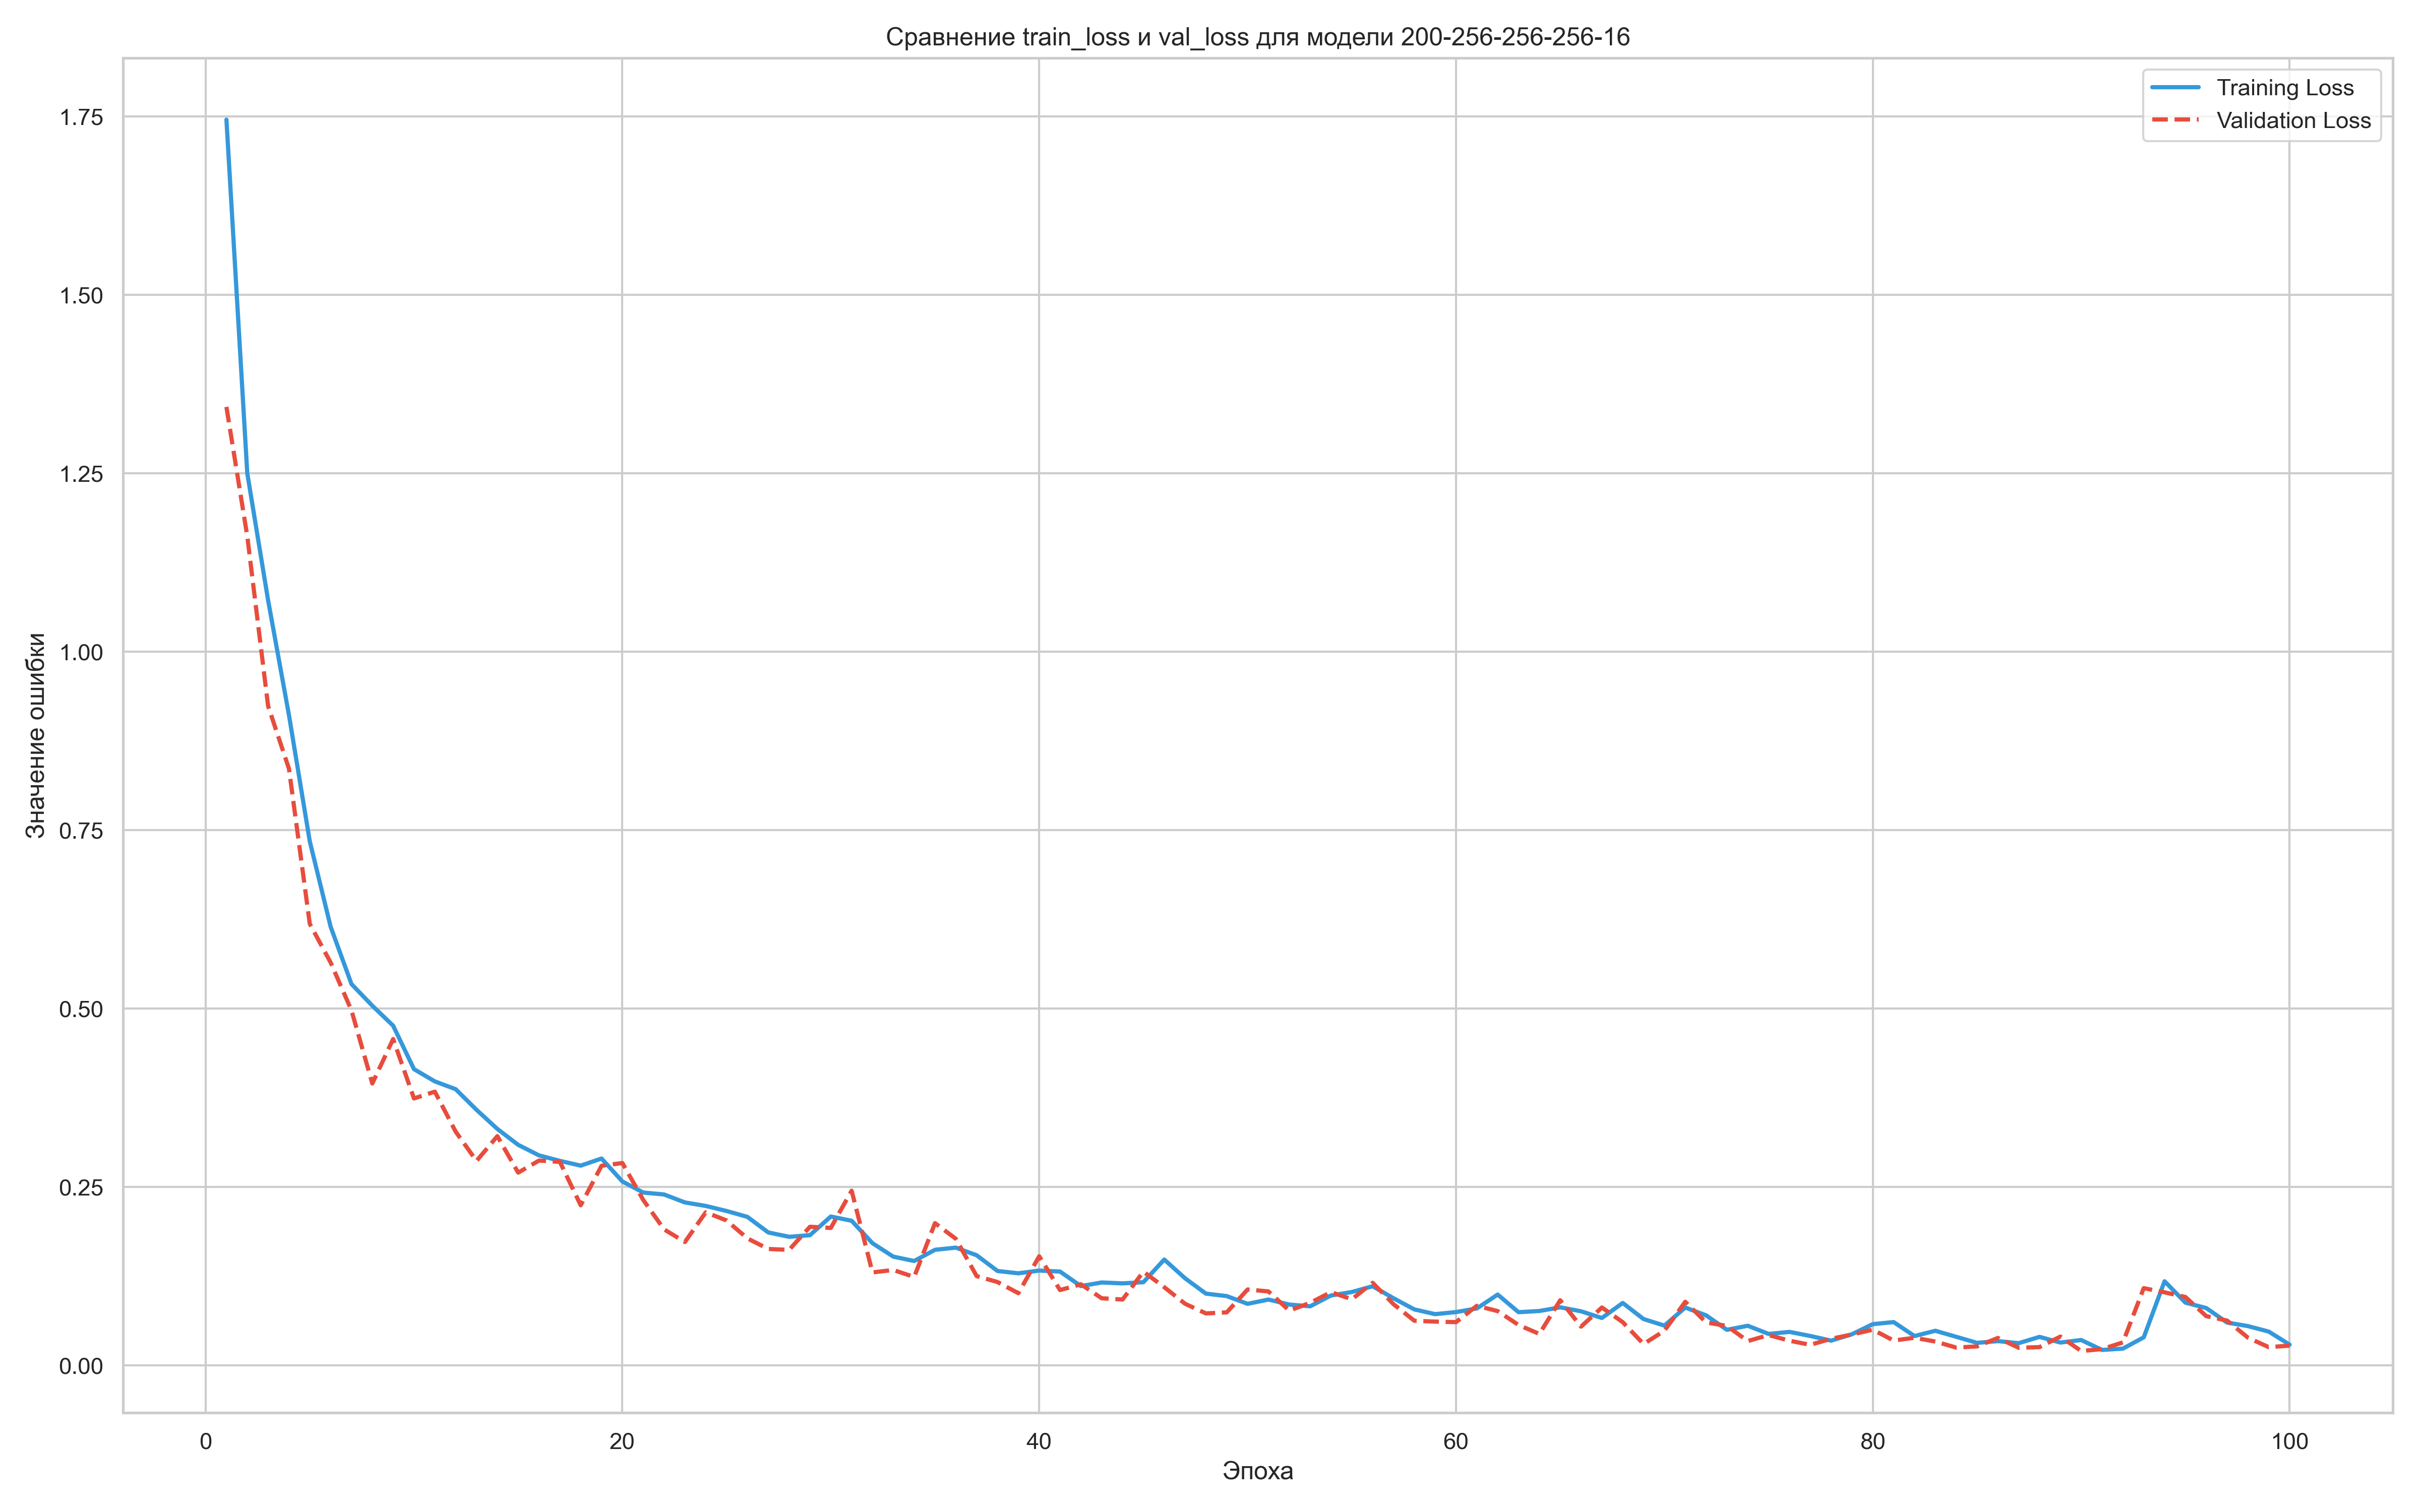 Сравнение train_loss и val_loss для модели 200-256-256-256-16
Training Loss
Validation Loss
Значение ошибки
1.75
1.50
1.25
1.00
0.75
0.50
0.25
0.00
0 20 40 60 80 100
Эпоха